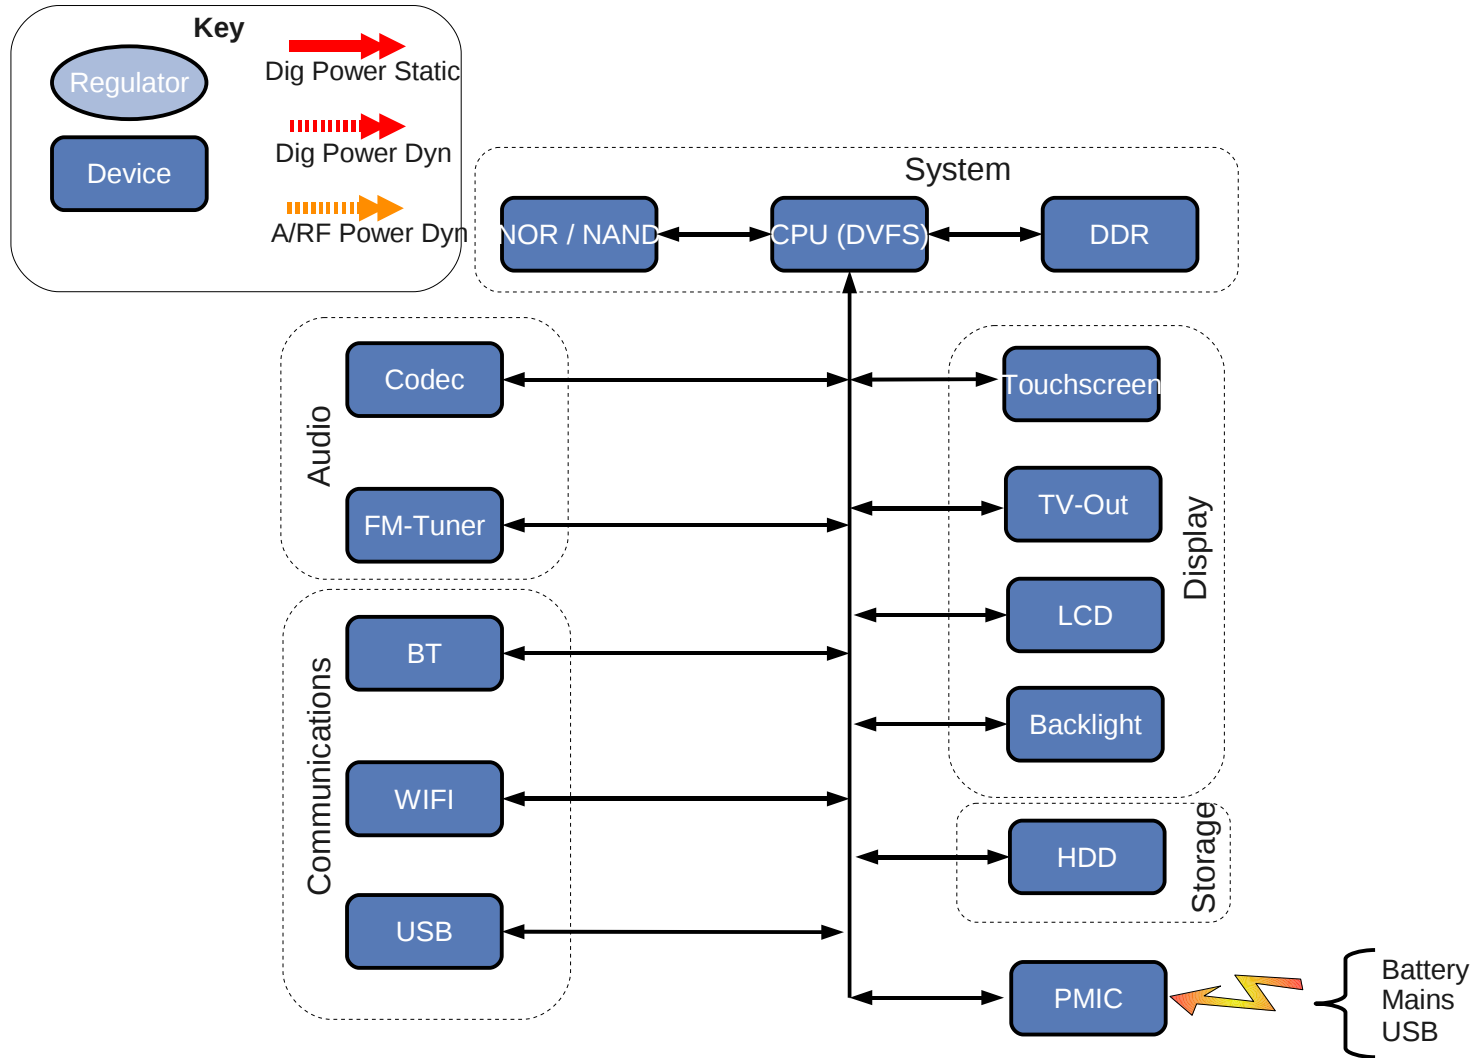 Key
Regulator
Device
Dig Power Static
Dig Power Dyn
A/RF Power Dyn
System
NOR / NAND
CPU (DVFS)
DDR
Audio
Codec
FM-Tuner
Communications
BT
WIFI
USB
Display
Touchscreen
TV-Out
LCD
Backlight
Storage
HDD
PMIC
Battery
Mains
USB